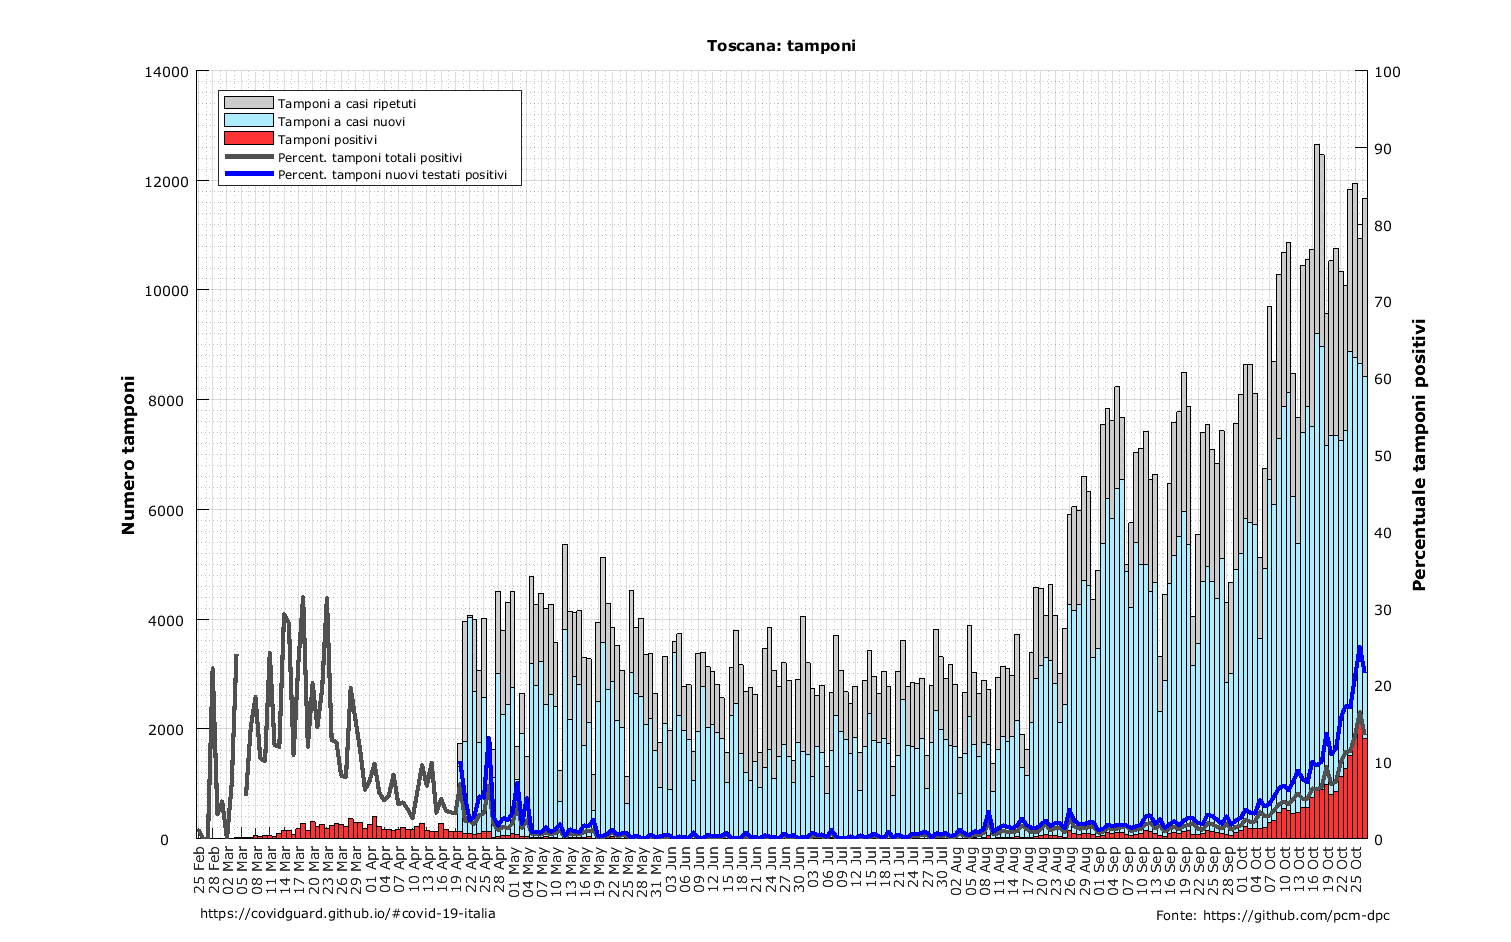 Toscana: tamponi
14000
12000
10000
8000
6000
4000
2000
0
Numero tamponi
Tamponi a casi ripetuti
Tamponi a casi nuovi
Tamponi positivi
Percent. tamponi totali positivi
Percent. tamponi nuovi testati positivi
100
90
80
70
60
50
40
30
20
10
0
Percentuale tamponi positivi
25 Feb
28 Feb
02 Mar
05 Mar
08 Mar
11 Mar
14 Mar
17 Mar
20 Mar
23 Mar
26 Mar
29 Mar
01 Apr
04 Apr
07 Apr
10 Apr
13 Apr
16 Apr
19 Apr
22 Apr
25 Apr
28 Apr
01 May
04 May
07 May
10 May
13 May
16 May
19 May
22 May
25 May
28 May
31 May
03 Jun
06 Jun
09 Jun
12 Jun
15 Jun
18 Jun
21 Jun
24 Jun
27 Jun
30 Jun
03 Jul
06 Jul
09 Jul
12 Jul
15 Jul
18 Jul
21 Jul
24 Jul
27 Jul
30 Jul
02 Aug
05 Aug
08 Aug
11 Aug
14 Aug
17 Aug
20 Aug
23 Aug
26 Aug
29 Aug
01 Sep
04 Sep
07 Sep
10 Sep
13 Sep
16 Sep
19 Sep
22 Sep
25 Sep
28 Sep
01 Oct
04 Oct
07 Oct
10 Oct
13 Oct
16 Oct
19 Oct
22 Oct
25 Oct
https://covidguard.github.io/#covid-19-italia
Fonte: https://github.com/pcm-dpc